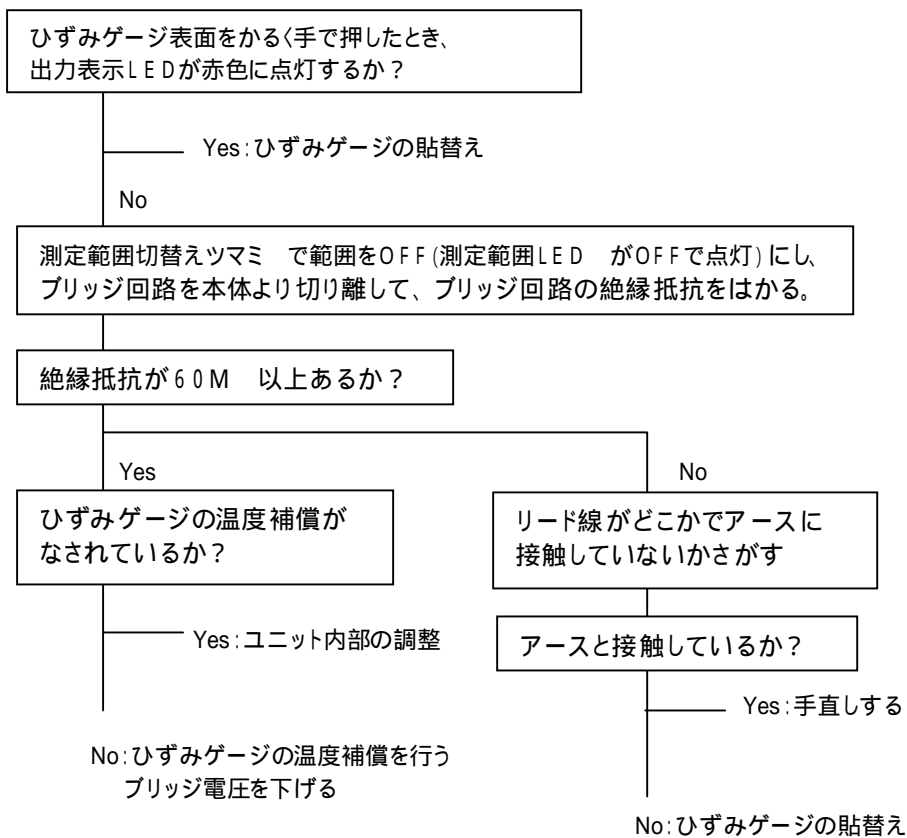 ひずみゲージ表面をかるく手で押したとき、
出力表示LEDが赤色に点灯するか？
Yes:ひずみゲージの貼替え
No
測定範囲切替えツマミ　で範囲をOFF(測定範囲LED　がOFFで点灯)にし、
ブリッジ回路を本体より切り離して、ブリッジ回路の絶縁抵抗をはかる。
絶縁抵抗が60M　以上あるか？
Yes
ひずみゲージの温度補償が
なされているか？
Yes:ユニット内部の調整
No:ひずみゲージの温度補償を行う
ブリッジ電圧を下げる
No
リード線がどこかでアースに
接触していないかさがす
アースと接触しているか？
Yes:手直しする
No:ひずみゲージの貼替え